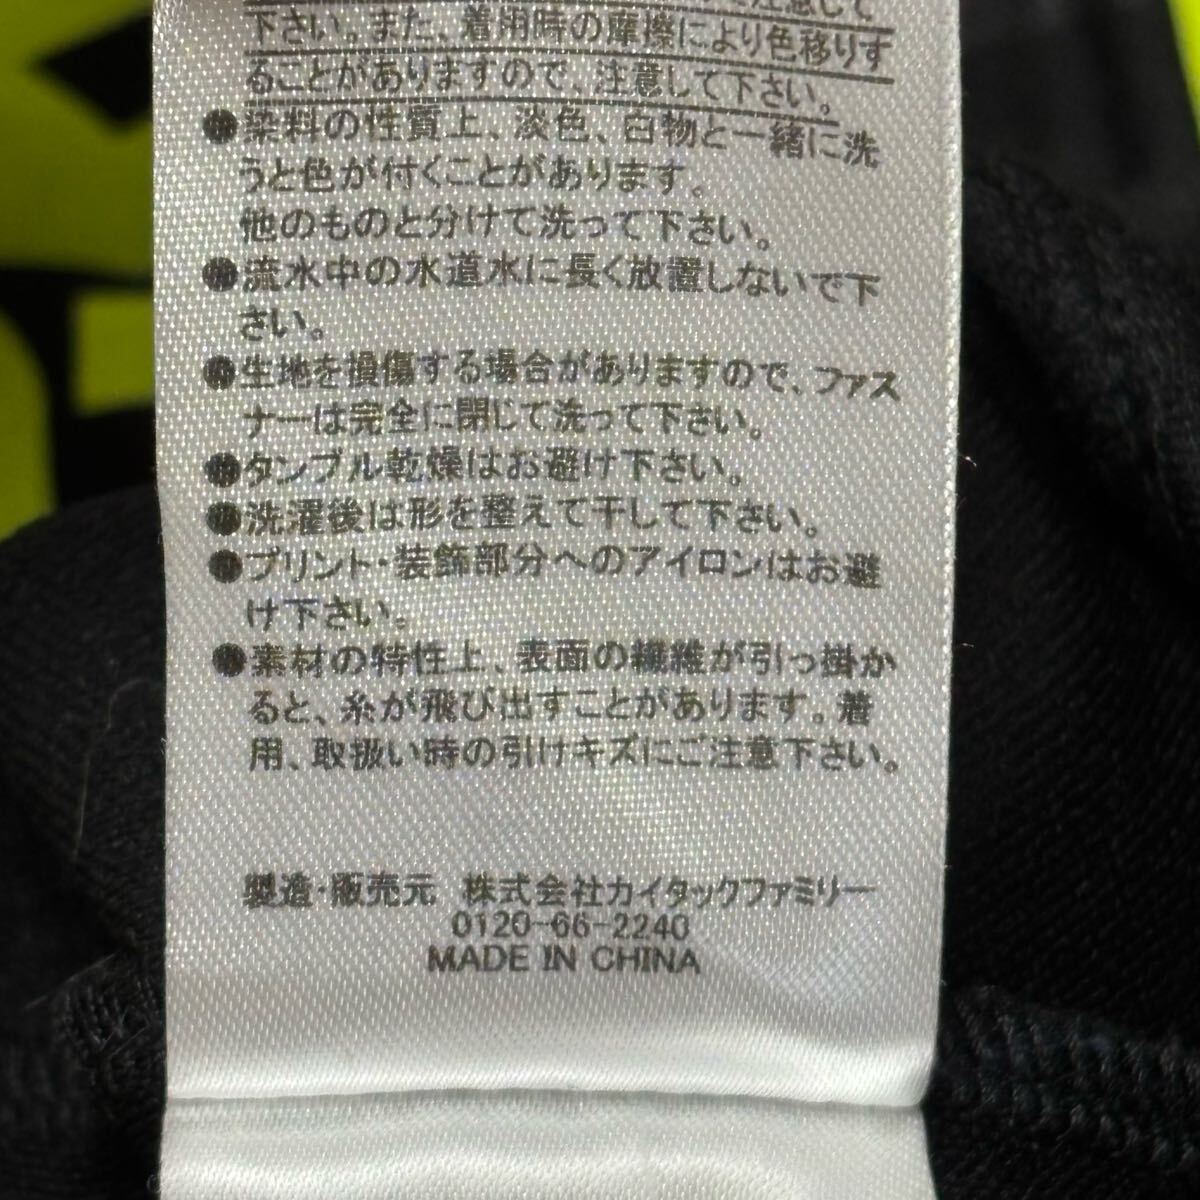 注意して
下さい。また、着用時の摩擦により色移りす
ることがありますので、注意して下さい。
●染料の性質上、淡色、白物と一緒に洗
うと色が付くことがあります。
他のものと分けて洗って下さい。
●流水中の水道水に長く放置しないで下
さい。
●生地を損傷する場合がありますので、ファス
ナーは完全に閉じて洗って下さい。
●タンブル乾燥はお避け下さい。
●洗濯後は形を整えて干して下さい。
●プリント・装飾部分へのアイロンはお避
け下さい。
●素材の特性上、表面の繊維が引っ掛か
ると、糸が飛び出すことがあります。着
用、取扱い時の引けキズにご注意下さい。
製造・販売元 株式会社カイタックファミリー
0120-66-2240
MADE IN CHINA